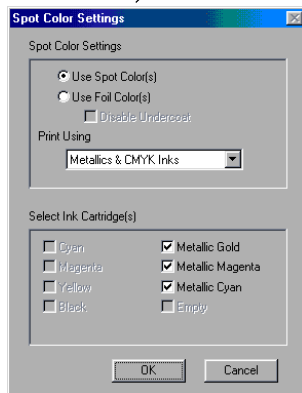 Spot Color Settings
Spot Color Settings
Use Spot Color(s)
Use Foil Color(s)
Disable Undercoat
Print Using
Metallics & CMYK Inks
Select Ink Cartridge(s)
Cyan Metallic Gold
Magenta Metallic Magenta
Yellow Metallic Cyan
Black Empty
OK Cancel